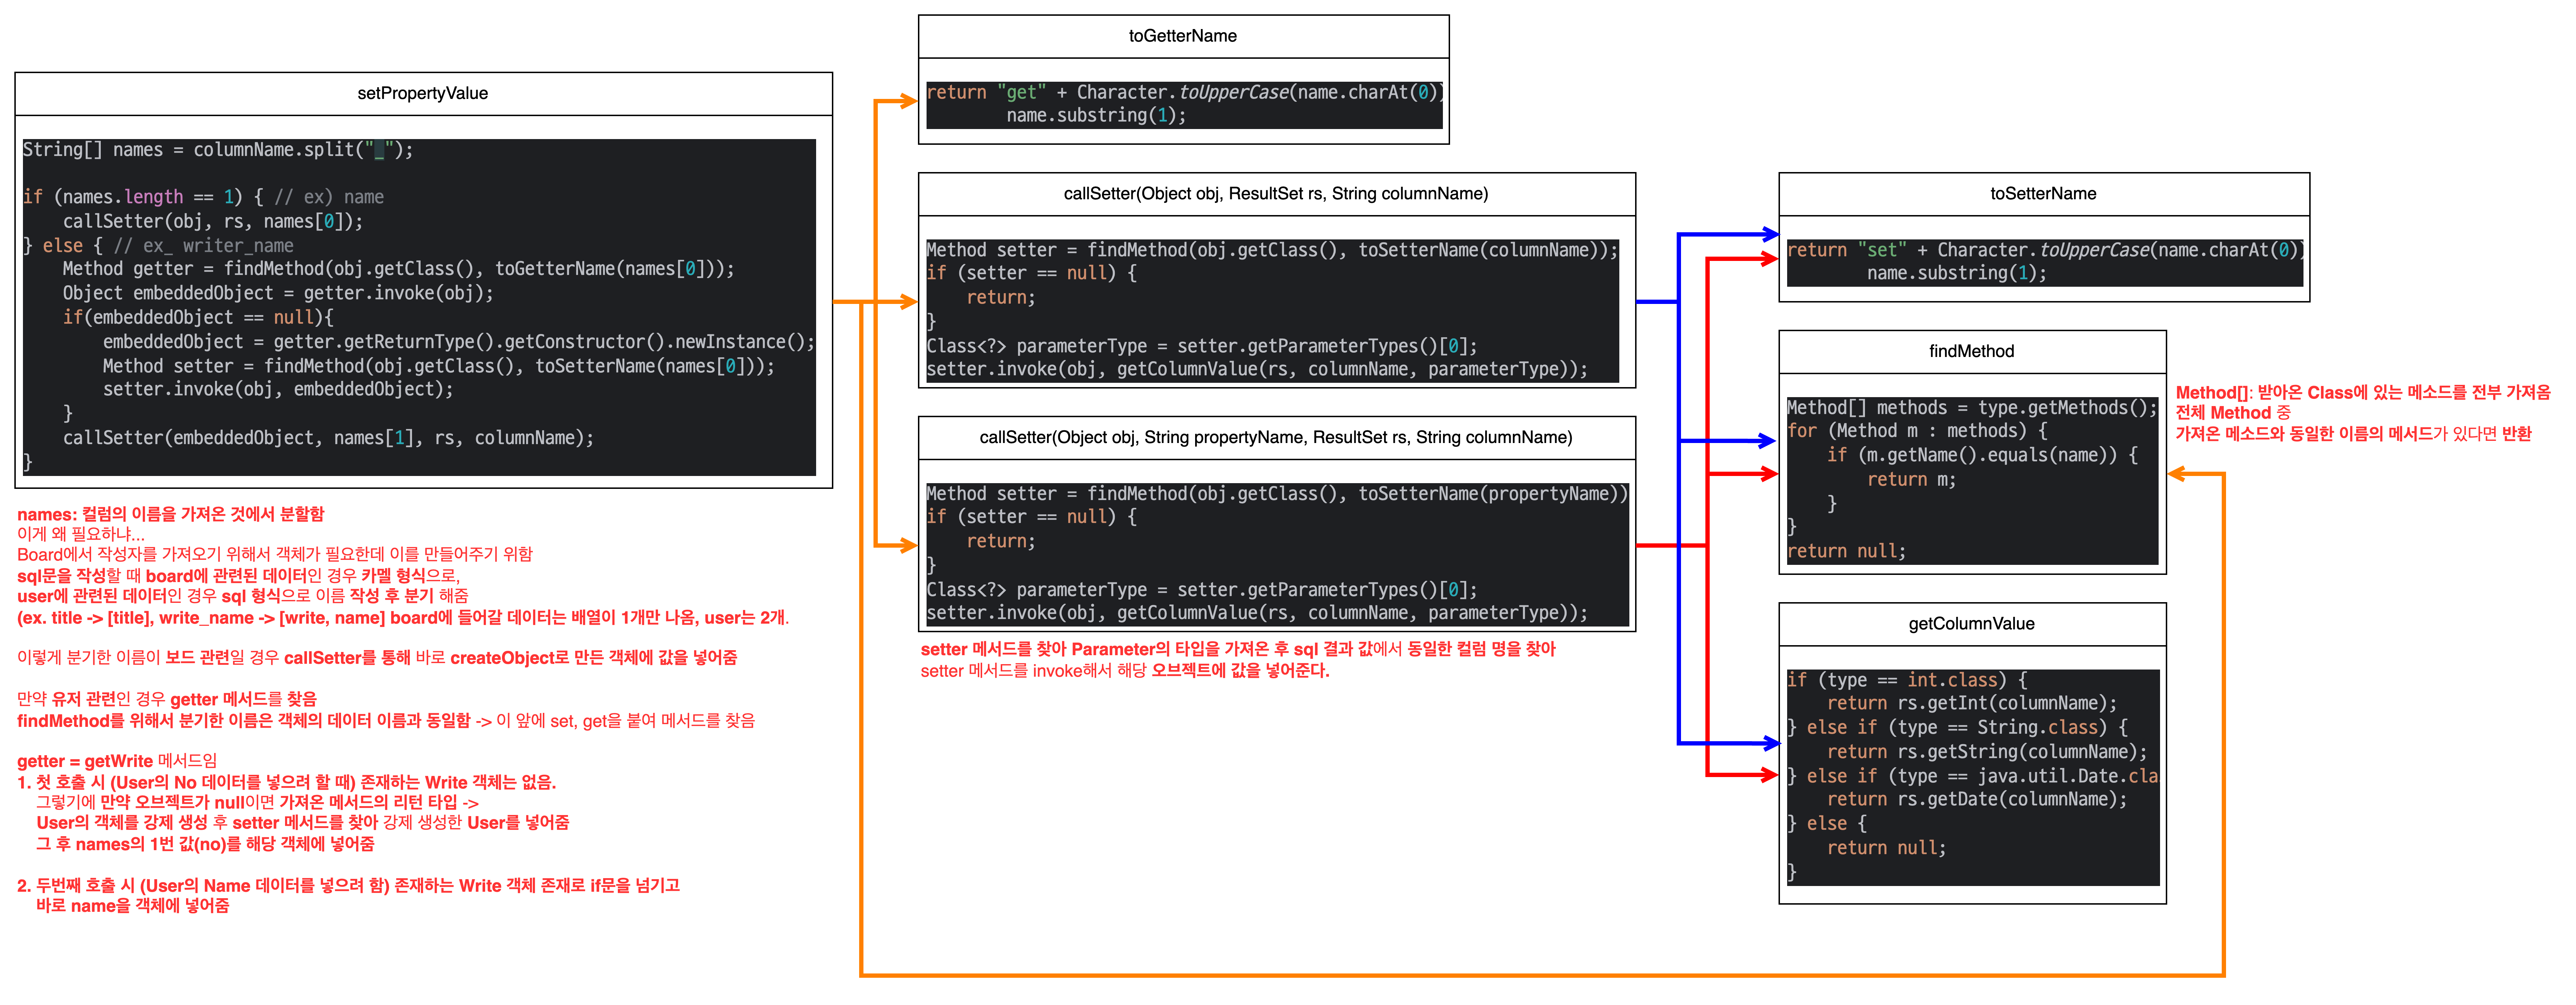 setPropertyValue
String[] names = columnName.split("_");
if (names.length == 1) { // ex) name
    callSetter(obj, rs, names[0]);
} else { // ex_ writer_name
    Method getter = findMethod(obj.getClass(), toGetterName(names[0]));
    Object embeddedObject = getter.invoke(obj);
    if(embeddedObject == null){
        embeddedObject = getter.getReturnType().getConstructor().newInstance();
        Method setter = findMethod(obj.getClass(), toSetterName(names[0]));
        setter.invoke(obj, embeddedObject);
    }
    callSetter(embeddedObject, names[1], rs, columnName);
}
names: 컬럼의 이름을 가져온 것에서 분할함
이게 왜 필요하냐...
Board에서 작성자를 가져오기 위해서 객체가 필요한데 이를 만들어주기 위함
sql문을 작성할 때 board에 관련된 데이터인 경우 카멜 형식으로,
user에 관련된 데이터인 경우 sql 형식으로 이름 작성 후 분기 해줌
(ex. title -> [title], write_name -> [write, name] board에 들어갈 데이터는 배열이 1개만 나옴, user는 2개.
이렇게 분기한 이름이 보드 관련일 경우 callSetter를 통해 바로 createObject로 만든 객체에 값을 넣어줌
만약 유저 관련인 경우 getter 메서드를 찾음
findMethod를 위해서 분기한 이름은 객체의 데이터 이름과 동일함 -> 이 앞에 set, get을 붙여 메서드를 찾음
getter = getWrite 메서드임
1. 첫 호출 시 (User의 No 데이터를 넣으려 할 때) 존재하는 Write 객체는 없음.
그렇기에 만약 오브젝트가 null이면 가져온 메서드의 리턴 타입 ->
User의 객체를 강제 생성 후 setter 메서드를 찾아 강제 생성한 User를 넣어줌
그 후 names의 1번 값(no)를 해당 객체에 넣어줌
2. 두번째 호출 시 (User의 Name 데이터를 넣으려 함) 존재하는 Write 객체 존재로 if문을 넘기고
바로 name을 객체에 넣어줌
toGetterName
return "get" + Character.toUpperCase(name.charAt(0))
        name.substring(1);
callSetter(Object obj, ResultSet rs, String columnName)
Method setter = findMethod(obj.getClass(), toSetterName(columnName));
if (setter == null) {
    return;
}
Class<?> parameterType = setter.getParameterTypes()[0];
setter.invoke(obj, getColumnValue(rs, columnName, parameterType));
callSetter(Object obj, String propertyName, ResultSet rs, String columnName)
Method setter = findMethod(obj.getClass(), toSetterName(propertyName))
if (setter == null) {
    return;
}
Class<?> parameterType = setter.getParameterTypes()[0];
setter.invoke(obj, getColumnValue(rs, columnName, parameterType));
setter 메서드를 찾아 Parameter의 타입을 가져온 후 sql 결과 값에서 동일한 컬럼 명을 찾아
setter 메서드를 invoke해서 해당 오브젝트에 값을 넣어준다.
toSetterName
return "set" + Character.toUpperCase(name.charAt(0))
        name.substring(1);
findMethod
Method[] methods = type.getMethods();
for (Method m : methods) {
    if (m.getName().equals(name)) {
        return m;
    }
}
return null;
Method[]: 받아온 Class에 있는 메소드를 전부 가져옴
전체 Method 중
가져온 메소드와 동일한 이름의 메서드가 있다면 반환
getColumnValue
if (type == int.class) {
    return rs.getInt(columnName);
} else if (type == String.class) {
    return rs.getString(columnName);
} else if (type == java.util.Date.cla
    return rs.getDate(columnName);
} else {
    return null;
}